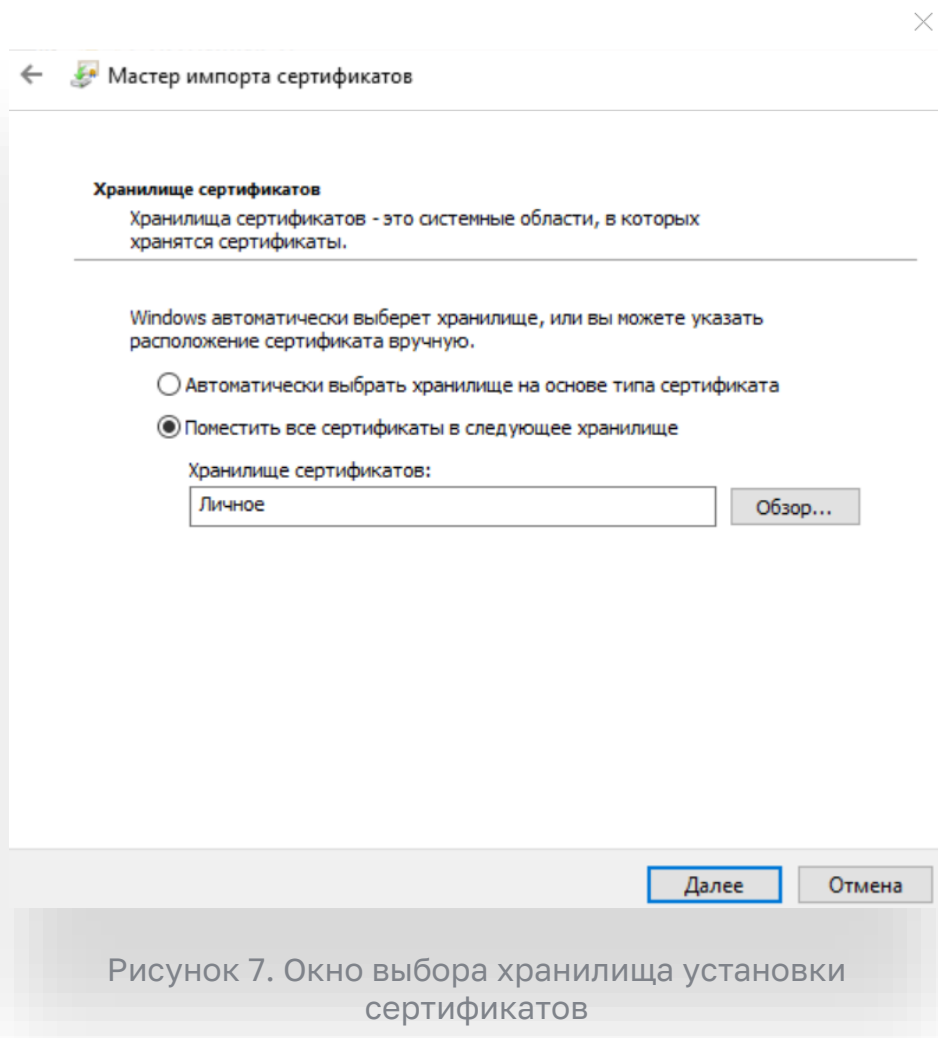 Мастер импорта сертификатов
Хранилище сертификатов
Хранилища сертификатов - это системные области, в которых
хранятся сертификаты.
Windows автоматически выберет хранилище, или вы можете указать
расположение сертификата вручную.
Автоматически выбрать хранилище на основе типа сертификата
Поместить все сертификаты в следующее хранилище
Хранилище сертификатов:
Личное
Обзор...
Далее
Отмена
Рисунок 7. Окно выбора хранилища установки
сертификатов